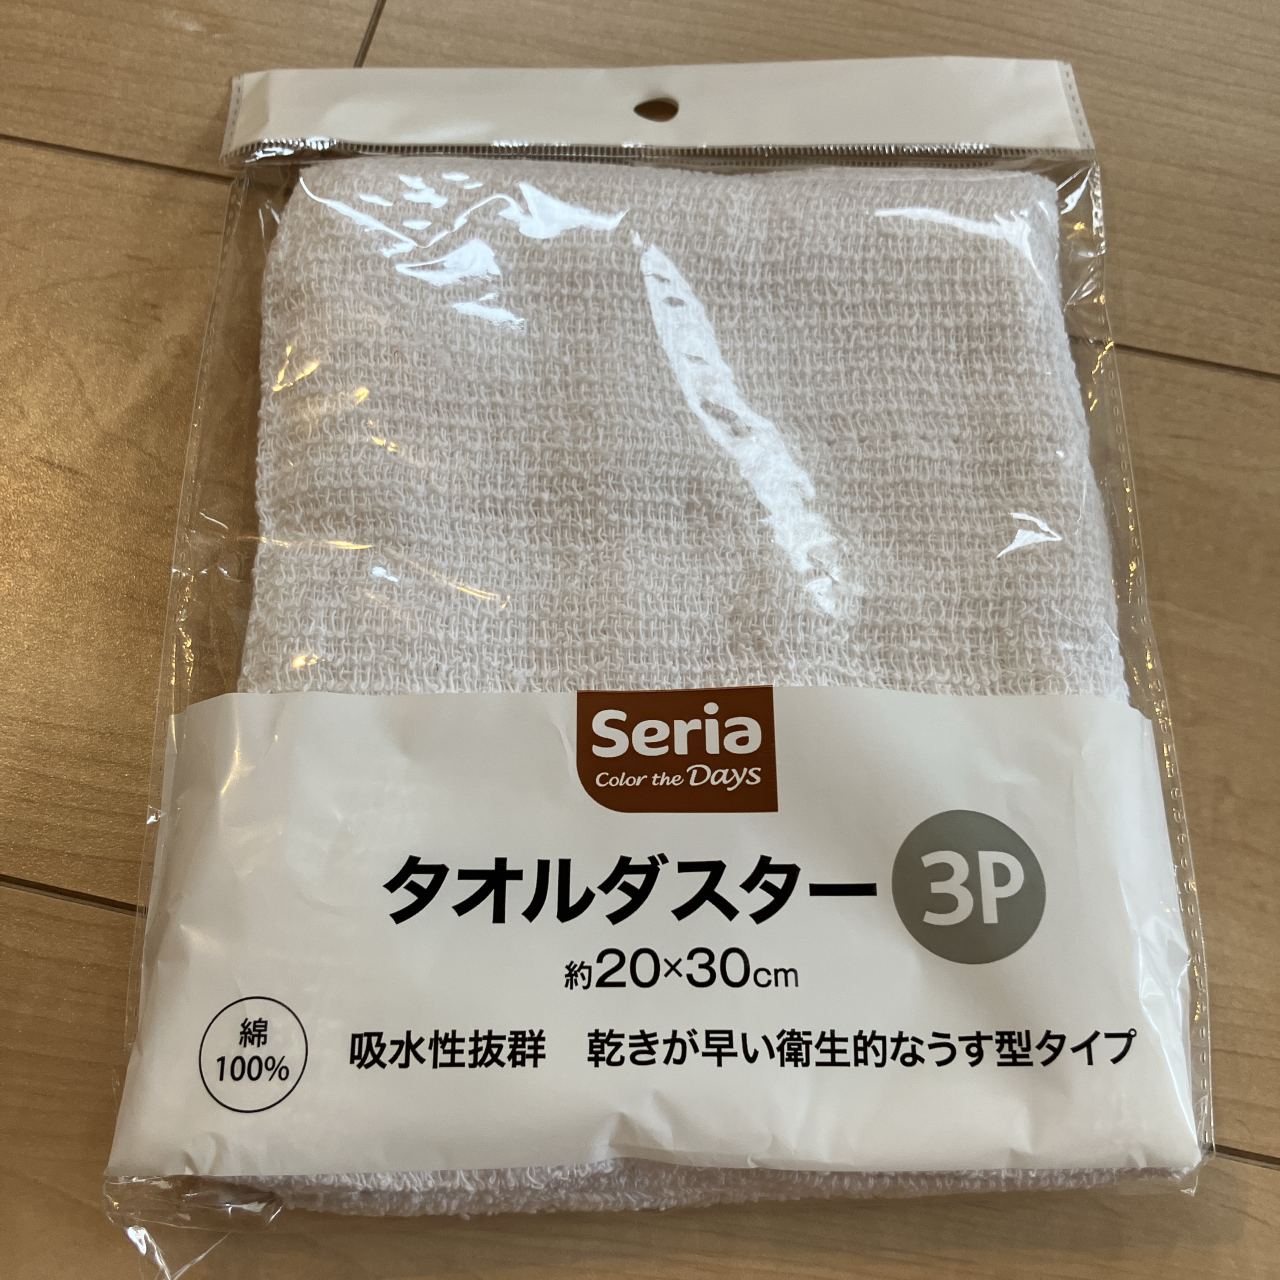 Seria
Color the Days
タオルダスター 3P
約20×30cm
綿
100%
吸水性抜群 乾きが早い衛生的なうす型タイプ